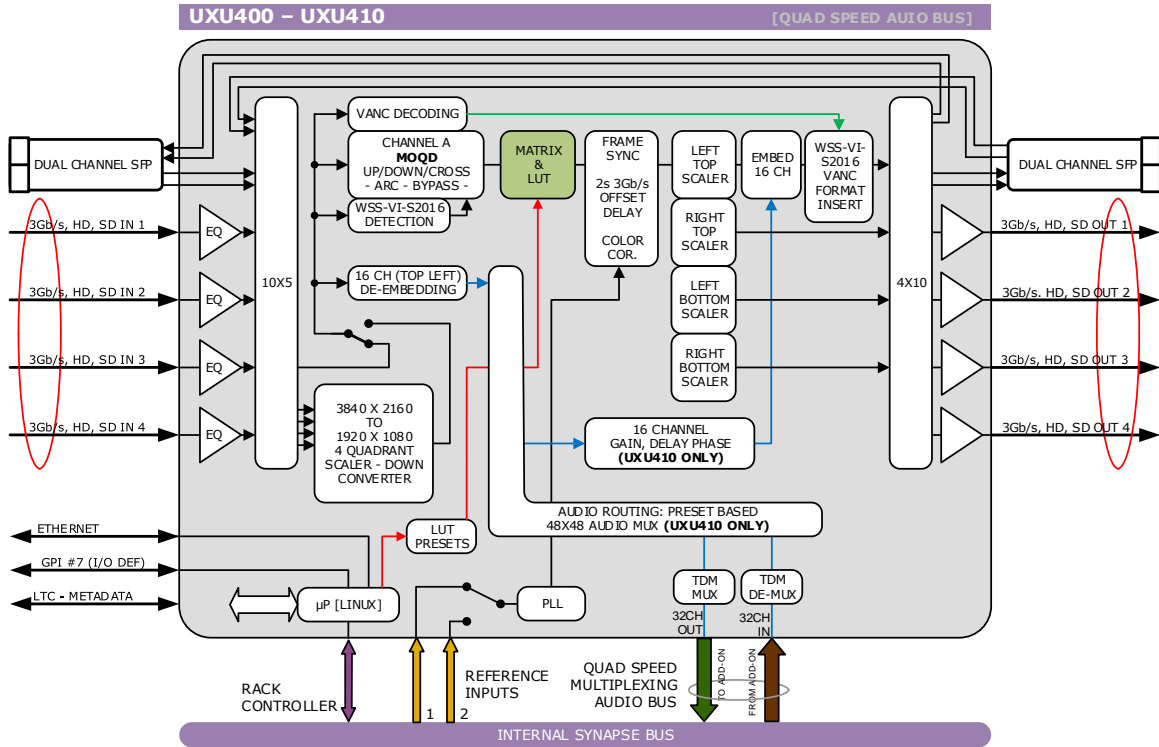 UXU400 – UXU410
[QUAD SPEED AUIO BUS]
DUAL CHANNEL SFP
3Gb/s, HD, SD IN 1
3Gb/s, HD, SD IN 2
3Gb/s, HD, SD IN 3
3Gb/s, HD, SD IN 4
EQ
EQ
EQ
EQ
10X5
VANC DECODING
CHANNEL A
MOQD
UP/DOWN/CROSS
- ARC - BYPASS -
WSS-VI-S2016
DETECTION
16 CH (TOP LEFT)
DE-EMBEDDING
3840 X 2160
TO
1920 X 1080
4 QUADRANT
SCALER - DOWN
CONVERTER
MATRIX
&
LUT
FRAME
SYNC
2s 3Gb/s
OFFSET
DELAY
COLOR
COR.
LEFT
TOP
SCALER
RIGHT
TOP
SCALER
LEFT
BOTTOM
SCALER
RIGHT
BOTTOM
SCALER
EMBED
16 CH
WSS-VI-
S2016
VANC
FORMAT
INSERT
4X10
DUAL CHANNEL SFP
3Gb/s, HD, SD OUT 1
3Gb/s. HD, SD OUT 2
3Gb/s, HD, SD OUT 3
3Gb/s, HD, SD OUT 4
16 CHANNEL
GAIN, DELAY PHASE
(UXU410 ONLY)
AUDIO ROUTING: PRESET BASED
48X48 AUDIO MUX (UXU410 ONLY)
LUT
PRESETS
ETHERNET
GPI #7 (I/O DEF)
LTC - METADATA
µP [LINUX]
PLL
TDM
MUX
TDM
DE-MUX
32CH
OUT
32CH
IN
RACK
CONTROLLER
REFERENCE
INPUTS
1
2
QUAD SPEED
MULTIPLEXING
AUDIO BUS
TO ADD-ON
FROM ADD-ON
INTERNAL SYNAPSE BUS